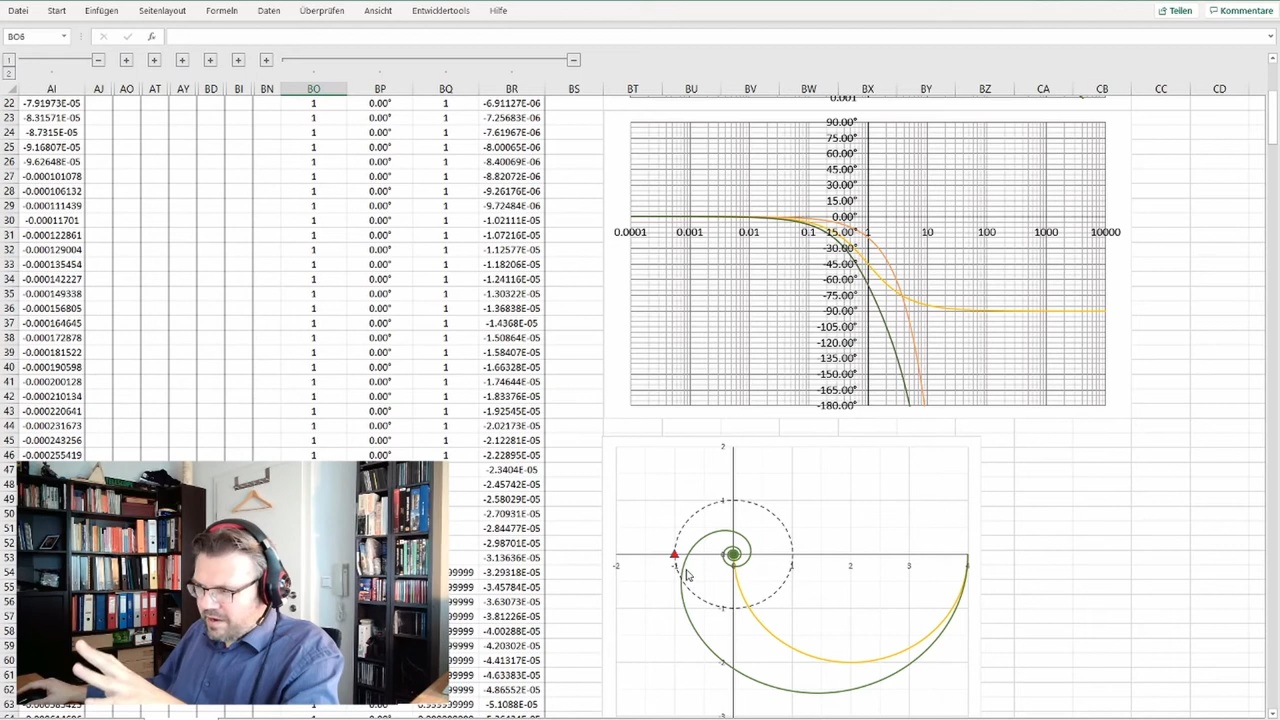 Datei Start Einfügen Seitenlayout Formeln Daten Überprüfen Ansicht Entwicklertools Hilfe Teilen Kommentare
BO6 fx
1
2
AI AJ AO AT AY BD BI BN BO BP BQ BR BS BT BU BV BW BX BY BZ CA CB CC CD
22 -7.91973E-05 1 0.00° 1 -6.91127E-06 0.001
23 -8.31571E-05 1 0.00° 1 -7.25683E-06
24 -8.7315E-05 1 0.00° 1 -7.61967E-06
25 -9.16807E-05 1 0.00° 1 -8.00065E-06
26 -9.62648E-05 1 0.00° 1 -8.40069E-06
27 -0.000101078 1 0.00° 1 -8.82072E-06
28 -0.000106132 1 0.00° 1 -9.26176E-06
29 -0.000111439 1 0.00° 1 -9.72484E-06
30 -0.00011701 1 0.00° 1 -1.02111E-05
31 -0.000122861 1 0.00° 1 -1.07216E-05
32 -0.000129004 1 0.00° 1 -1.12577E-05
33 -0.000135454 1 0.00° 1 -1.18206E-05
34 -0.000142227 1 0.00° 1 -1.24116E-05
35 -0.000149338 1 0.00° 1 -1.30322E-05
36 -0.000156805 1 0.00° 1 -1.36838E-05
37 -0.000164645 1 0.00° 1 -1.4368E-05
38 -0.000172878 1 0.00° 1 -1.50864E-05
39 -0.000181522 1 0.00° 1 -1.58407E-05
40 -0.000190598 1 0.00° 1 -1.66328E-05
41 -0.000200128 1 0.00° 1 -1.74644E-05
42 -0.000210134 1 0.00° 1 -1.83376E-05
43 -0.000220641 1 0.00° 1 -1.92545E-05
44 -0.000231673 1 0.00° 1 -2.02173E-05
45 -0.000243256 1 0.00° 1 -2.12281E-05
46 -0.000255419 1 0.00° 1 -2.22895E-05
47 -2.3404E-05
48 -2.45742E-05
49 -2.58029E-05
50 -2.70931E-05
51 -2.84477E-05
52 -2.98701E-05
53 -3.13636E-05
54 99999 -3.29318E-05
55 99999 -3.45784E-05
56 99999 -3.63073E-05
57 99999 -3.81226E-05
58 99999 -4.00288E-05
59 99999 -4.20302E-05
60 99999 -4.41317E-05
61 99999 -4.63383E-05
62 99999 -4.86552E-05
63 -5.1088E-05
90.00°
75.00°
60.00°
45.00°
30.00°
15.00°
0.00°
0.0001 0.001 0.01 0.1 -15.00° 1 10 100 1000 10000
-30.00°
-45.00°
-60.00°
-75.00°
-90.00°
-105.00°
-120.00°
-135.00°
-150.00°
-165.00°
-180.00°
2
1
0
-2 -1 0 1 2 3 4
-1
-2
-3